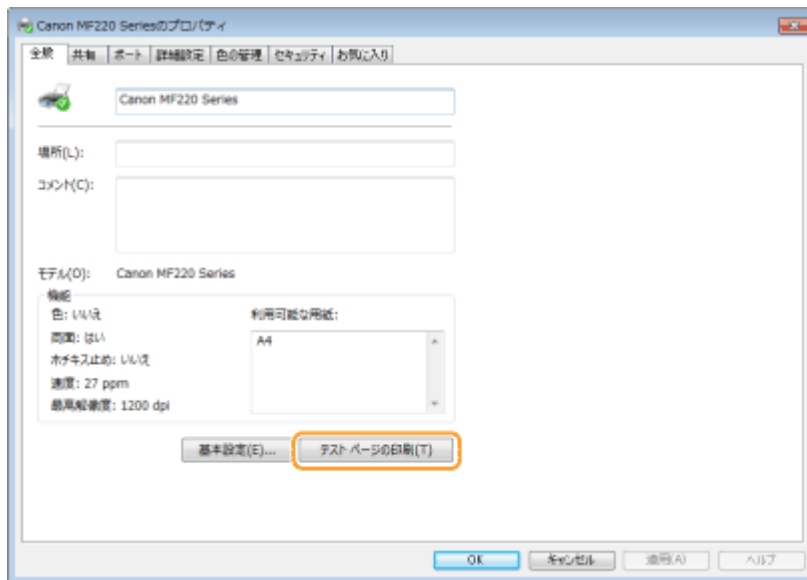 Canon MF220 Seriesのプロパティ
全般 共有 ポート 詳細設定 色の管理 セキュリティ お気に入り
Canon MF220 Series
場所(L):
コメント(C):
モデル(O): Canon MF220 Series
機能
色: いいえ 利用可能な用紙:
両面: はい A4
ホチキス止め: いいえ
速度: 27 ppm
最高解像度: 1200 dpi
基本設定(E)... テスト ページの印刷(T)
OK キャンセル 適用(A) ヘルプ